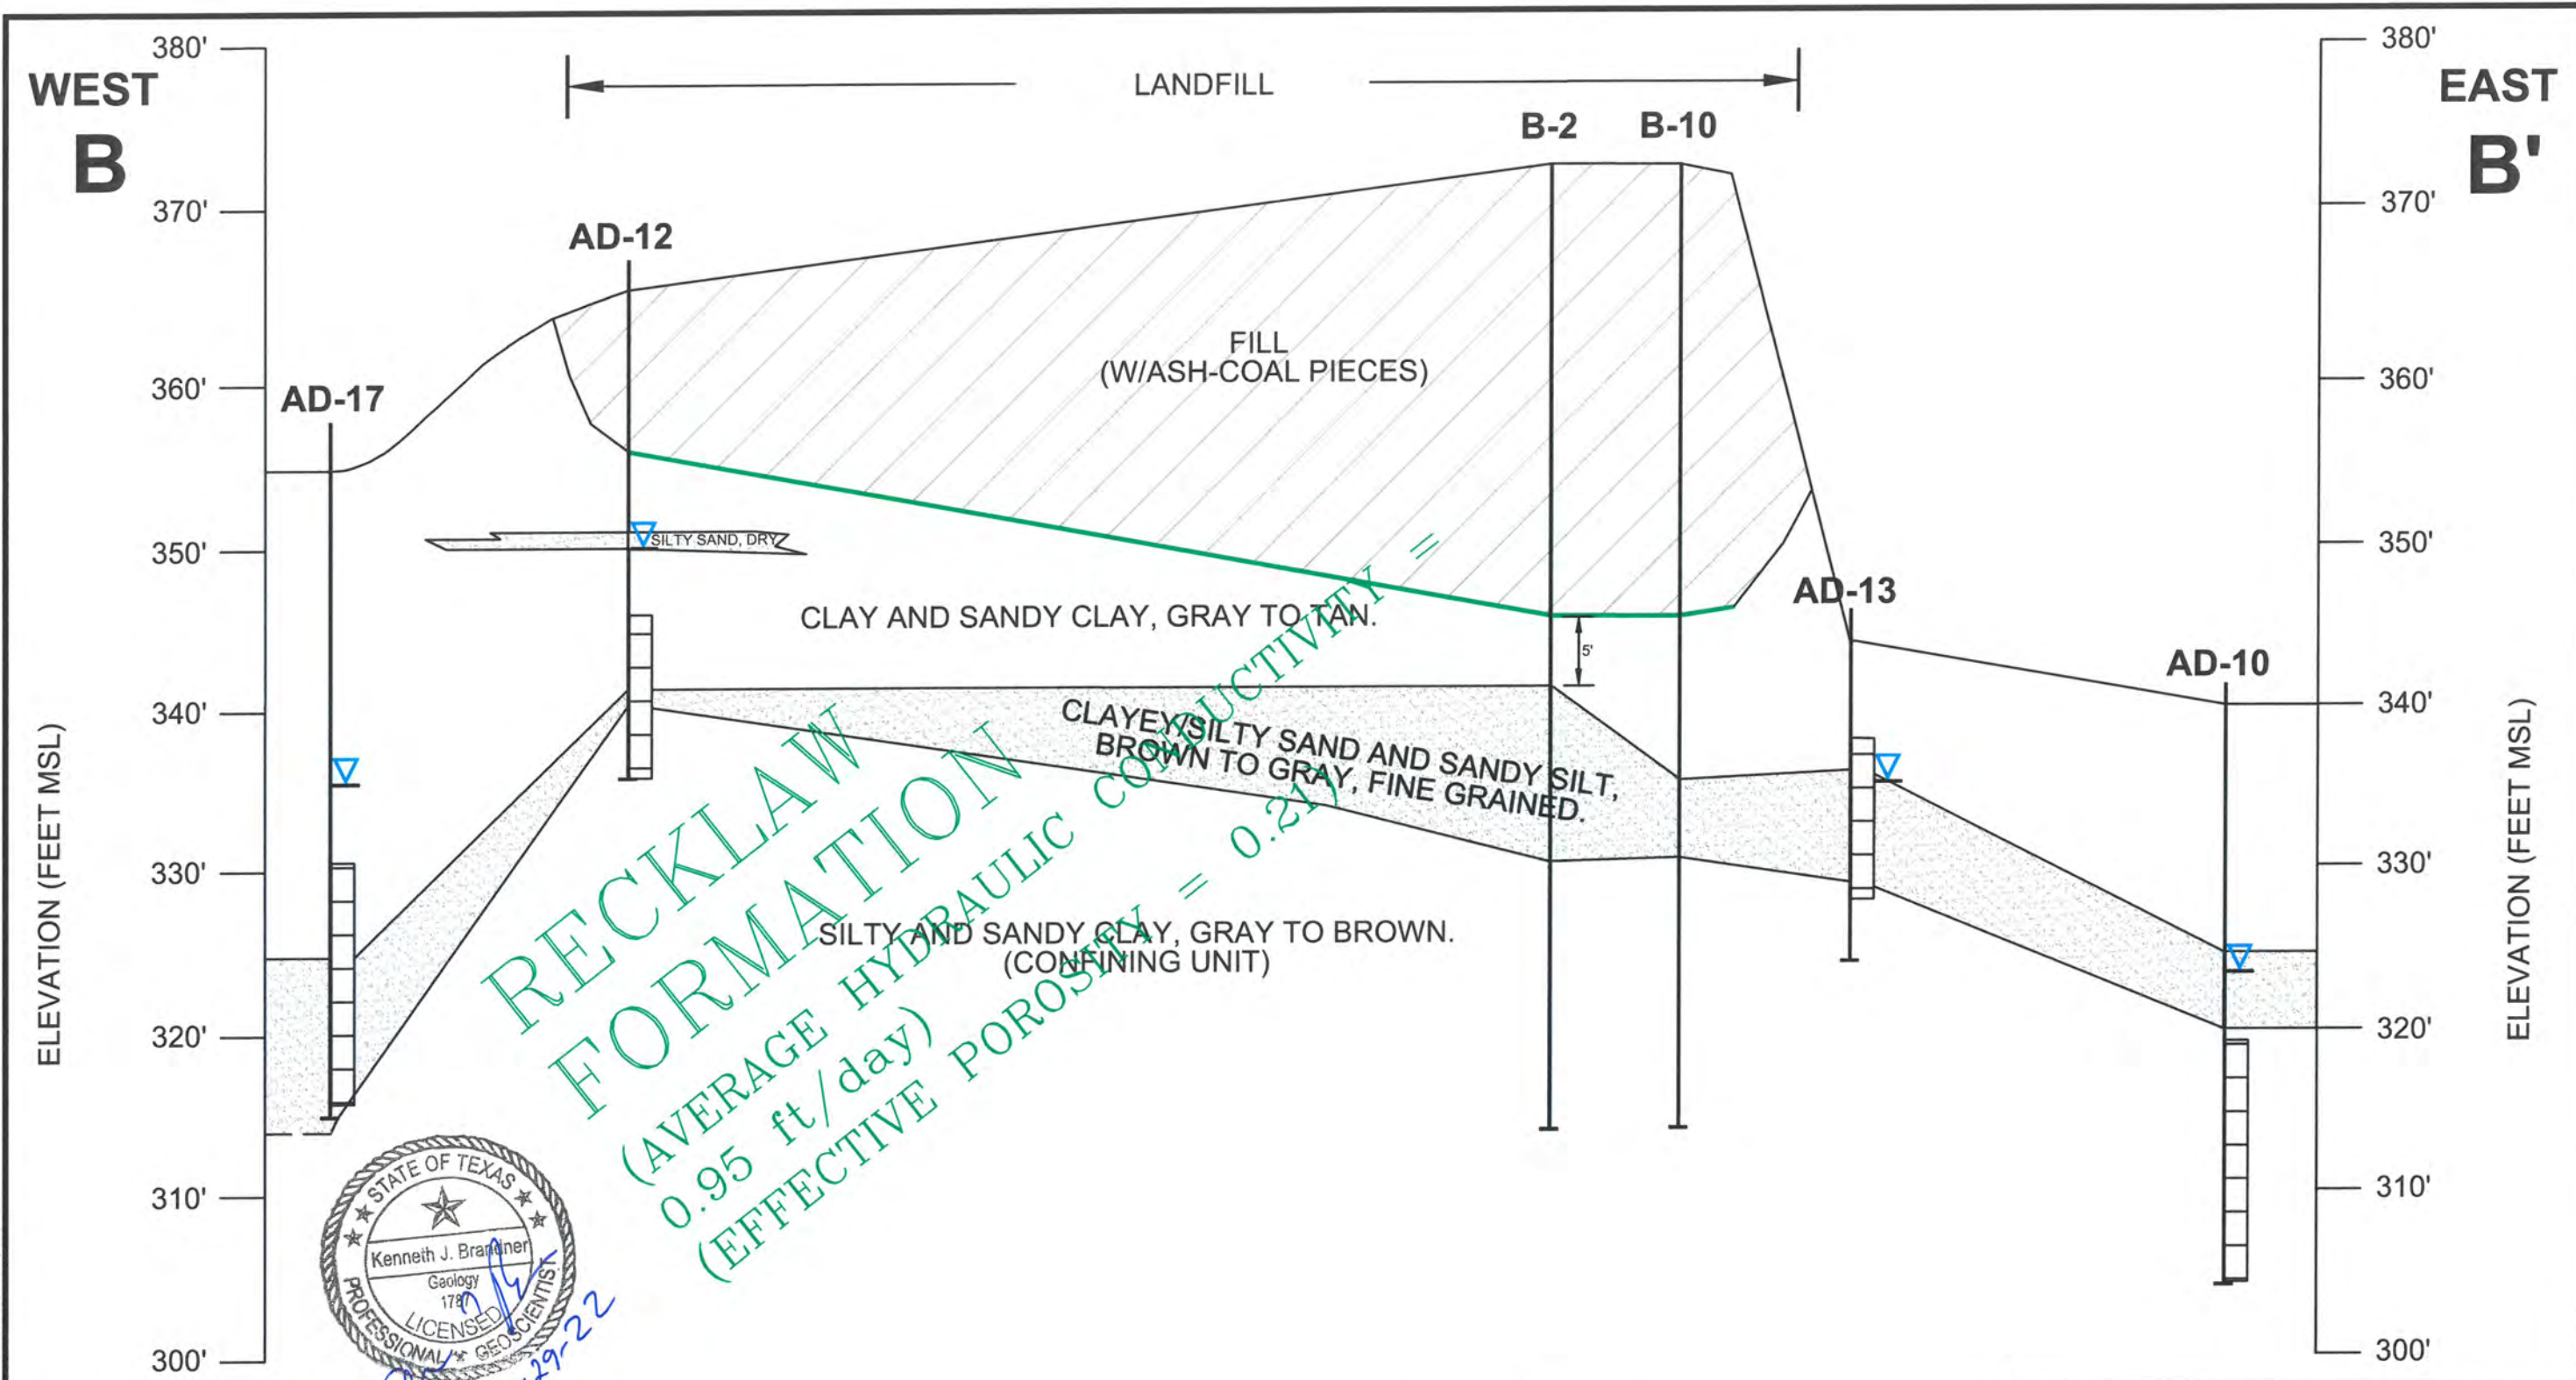 WEST
B
EAST
B'
LANDFILL
380'
370'
360'
350'
340'
330'
320'
310'
300'
ELEVATION (FEET MSL)
AD-17
AD-12
B-2
B-10
AD-13
AD-10
FILL
(W/ASH-COAL PIECES)
SILTY SAND, DRY
CLAY AND SANDY CLAY, GRAY TO TAN.
5'
CLAYEY/SILTY SAND AND SANDY SILT,
BROWN TO GRAY, FINE GRAINED.
SILTY AND SANDY CLAY, GRAY TO BROWN.
(CONFINING UNIT)
RECKLAW
FORMATION
(AVERAGE HYDRAULIC CONDUCTIVITY =
0.95 ft/day)
(EFFECTIVE POROSITY = 0.21)
STATE OF TEXAS
Kenneth J. Brandner
Geology
1787
LICENSED
PROFESSIONAL GEOSCIENTIST
380'
370'
360'
350'
340'
330'
320'
310'
300'
ELEVATION (FEET MSL)